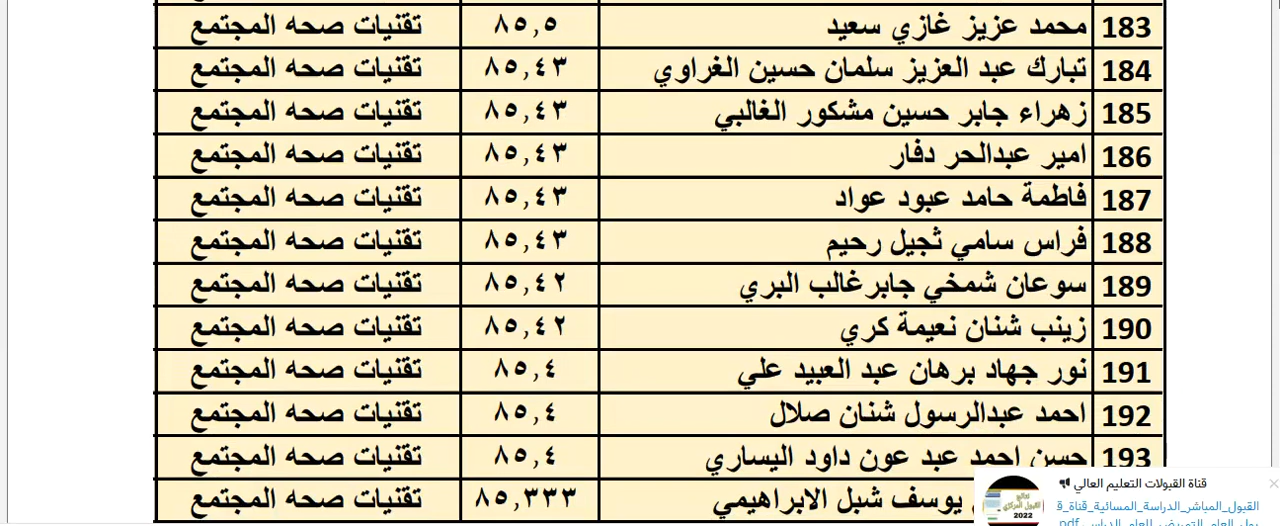 183 محمد عزيز غازي سعيد ٨٥,٥ تقنيات صحه المجتمع
184 تبارك عبد العزيز سلمان حسين الغراوي ٨٥,٤٣ تقنيات صحه المجتمع
185 زهراء جابر حسين مشكور الغالبي ٨٥,٤٣ تقنيات صحه المجتمع
186 امير عبدالحر دفار ٨٥,٤٣ تقنيات صحه المجتمع
187 فاطمة حامد عبود عواد ٨٥,٤٣ تقنيات صحه المجتمع
188 فراس سامي ثجيل رحيم ٨٥,٤٣ تقنيات صحه المجتمع
189 سوعان شمخي جابرغالب البري ٨٥,٤٢ تقنيات صحه المجتمع
190 زينب شنان نعيمة كري ٨٥,٤٢ تقنيات صحه المجتمع
191 نور جهاد برهان عبد العبيد علي ٨٥,٤ تقنيات صحه المجتمع
192 احمد عبدالرسول شنان صلال ٨٥,٤ تقنيات صحه المجتمع
193 حسن احمد عبد عون داود اليساري ٨٥,٤ تقنيات صحه المجتمع
يوسف شبل الابراهيمي ٨٥,٣٣٣ تقنيات صحه المجتمع
قناة القبولات التعليم العالي
القبول_المباشر_الدراسة_المسائية_قناة_ق
pdf
2022